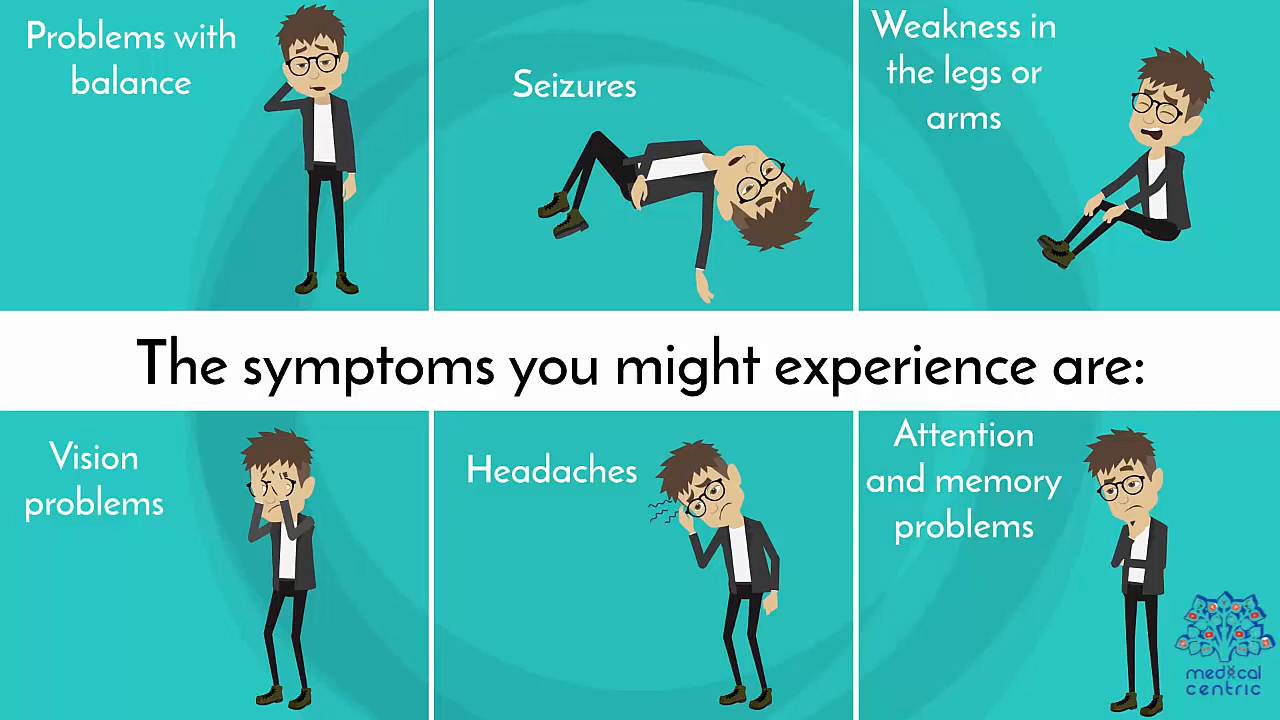 Problems with
balance
Seizures
Weakness in
the legs or
arms
The symptoms you might experience are:
Vision
problems
Headaches
Attention
and memory
problems
medical
centric